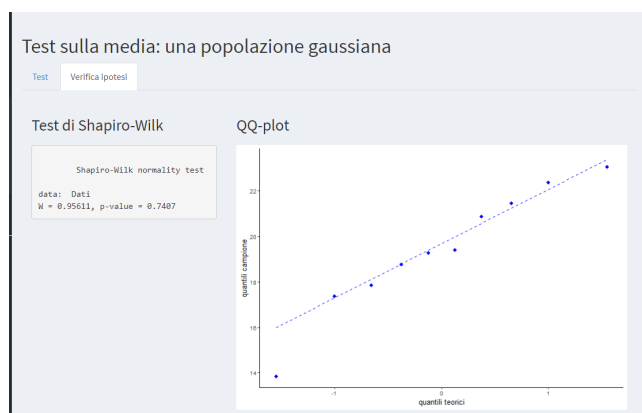 Test sulla media: una popolazione gaussiana
Test
Verifica ipotesi
Test di Shapiro-Wilk
Shapiro-Wilk normality test
data: Dati
W = 0.95611, p-value = 0.7407
QQ-plot
quantili campione
22
20
18
16
14
-1
0
1
quantili teorici